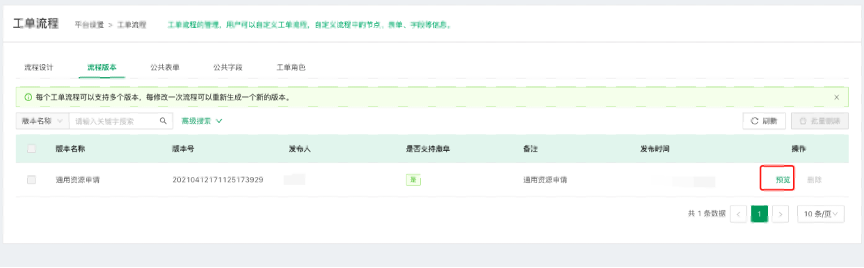 工单流程 平台设置 > 工单流程 工单流程的管理，用户可以自定义工单流程，自定义流程中的节点、表单、字段等信息。
流程设计 流程版本 公共表单 公共字段 工单角色
每个工单流程可以支持多个版本，每修改一次流程可以重新生成一个新的版本。
版本名称 请输入关键字搜索 高级搜索 刷新 批量删除
版本名称 版本号 发布人 是否支持撤单 备注 发布时间 操作
通用资源申请 20210412171125173929 是 通用资源申请 预览 删除
共 1 条数据 < 1 > 10 条/页